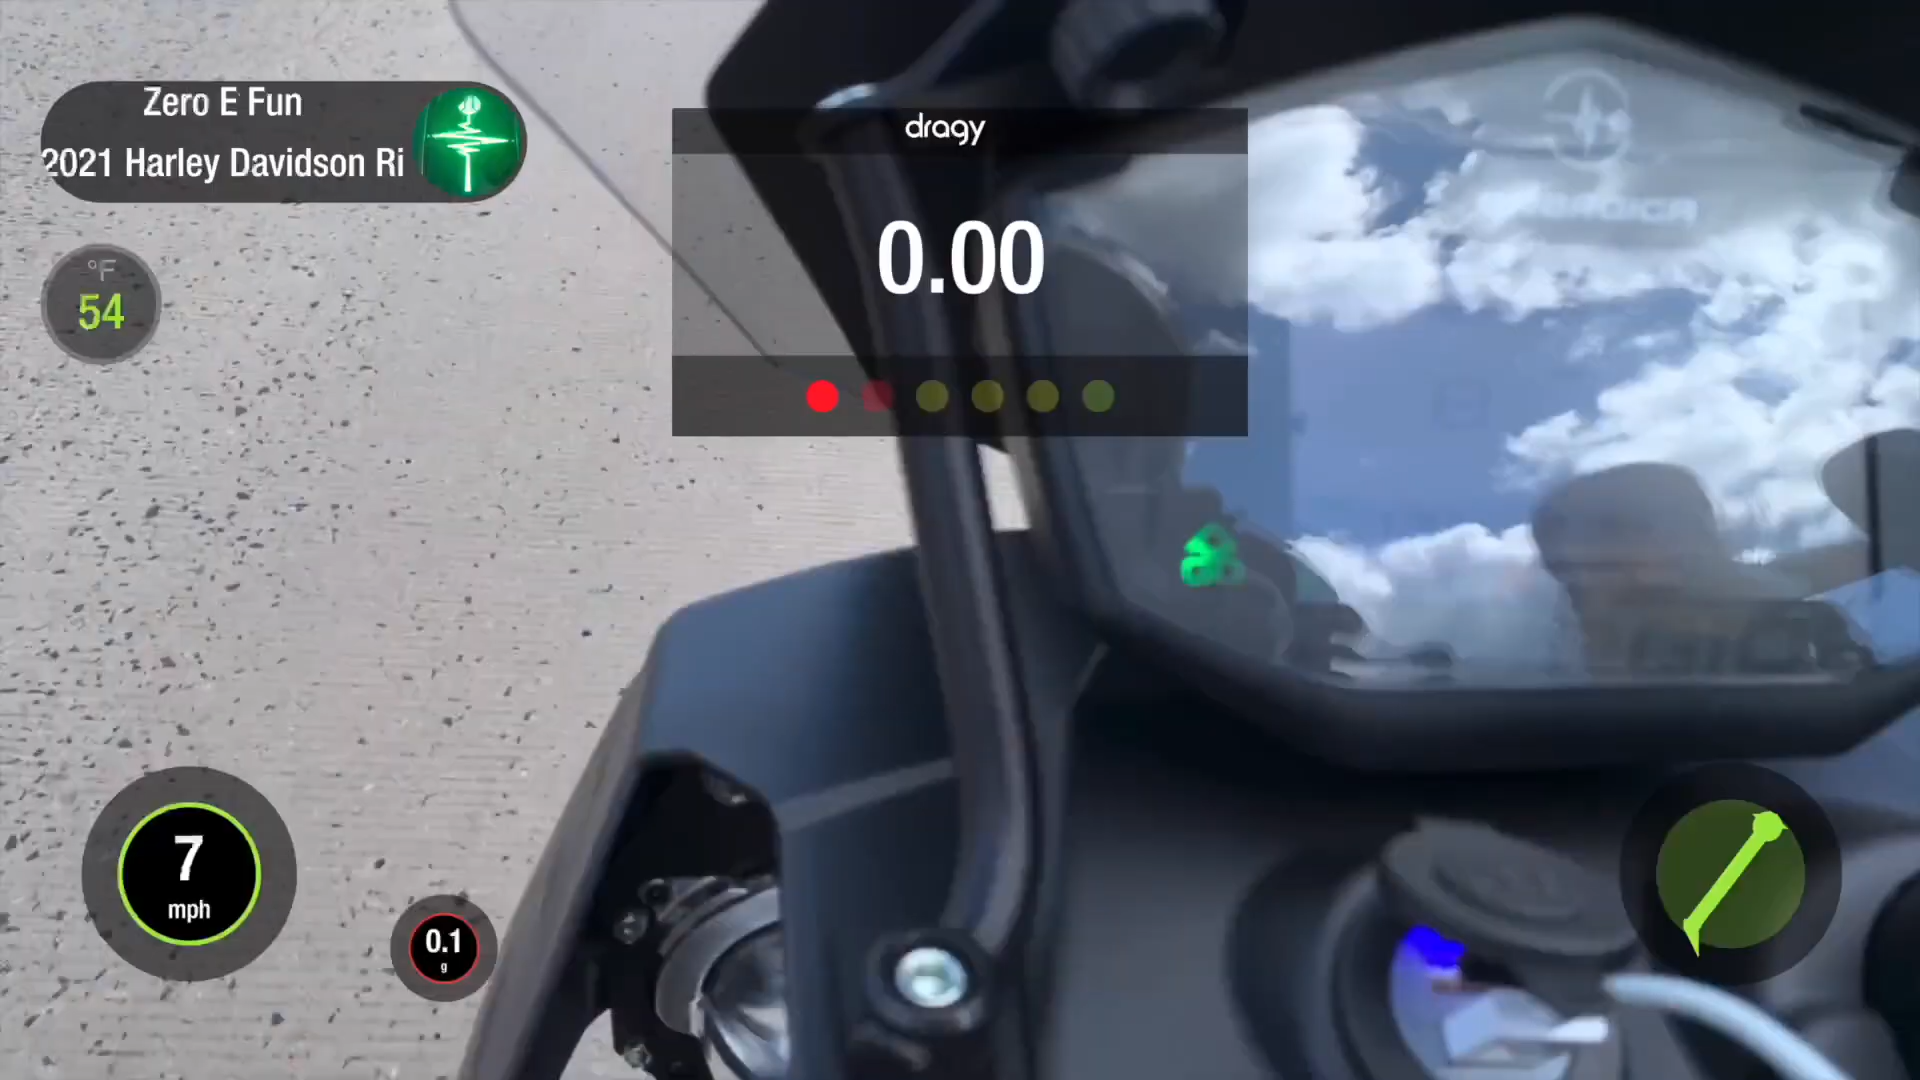 Zero E Fun
2021 Harley Davidson Ri
dragy
0.00
°F
54
7
mph
0.1
g